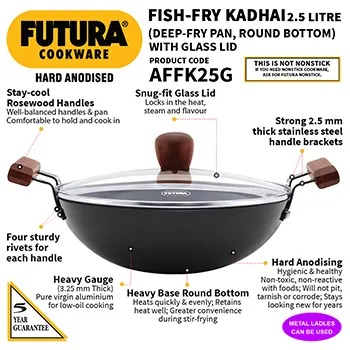 FUTURA®
COOKWARE
HARD ANODISED
FISH-FRY KADHAI 2.5 LITRE
(DEEP-FRY PAN, ROUND BOTTOM)
WITH GLASS LID
PRODUCT CODE
AFFK25G
THIS IS NOT NONSTICK
IF YOU NEED NONSTICK COOKWARE,
ASK FOR FUTURA NONSTICK.
Stay-cool
Rosewood Handles
Well-balanced handles & pan
Comfortable to hold and cook in
Snug-fit Glass Lid
Locks in the heat,
steam and flavour
Strong 2.5 mm
thick stainless steel
handle brackets
FUTURA
Four sturdy
rivets for
each handle
Heavy Gauge
(3.25 mm Thick)
Pure virgin aluminium
for low-oil cooking
Heavy Base Round Bottom
Heats quickly & evenly; Retains
heat well; Greater convenience
during stir-frying
Hard Anodising
Hygienic & healthy
Non-toxic, non-reactive
with foods; Will not pit,
tarnish or corrode; Stays
looking new for years
5
YEAR
GUARANTEE
METAL LADLES
CAN BE USED